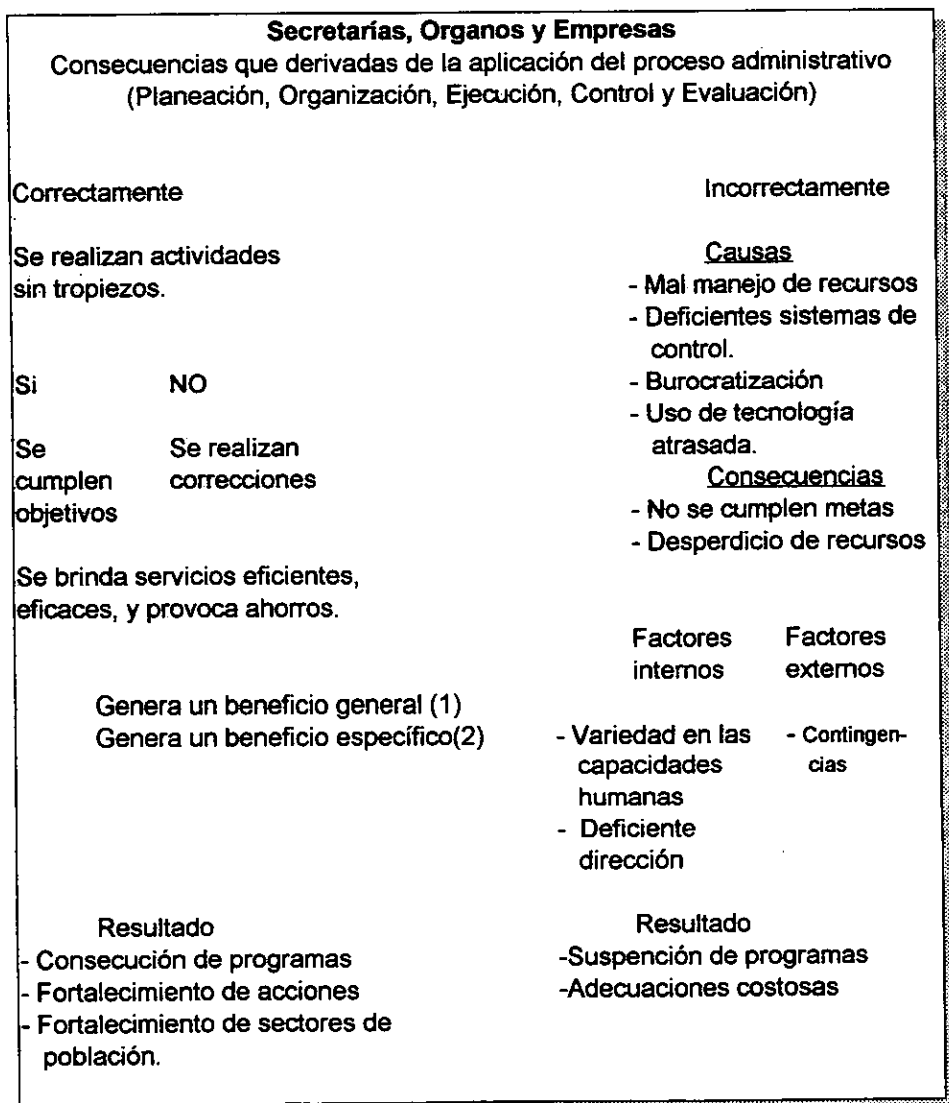 Secretarías, Organos y Empresas
Consecuencias que derivadas de la aplicación del proceso administrativo
(Planeación, Organización, Ejecución, Control y Evaluación)
Correctamente
Se realizan actividades
sin tropiezos.
Si NO
Se Se realizan
cumplen correcciones
objetivos
Se brinda servicios eficientes,
eficaces, y provoca ahorros.
Genera un beneficio general (1)
Genera un beneficio específico(2)
Resultado
- Consecución de programas
- Fortalecimiento de acciones
- Fortalecimiento de sectores de
población.
Incorrectamente
Causas
- Mal manejo de recursos
- Deficientes sistemas de
control.
- Burocratización
- Uso de tecnología
atrasada.
Consecuencias
- No se cumplen metas
- Desperdicio de recursos
Factores Factores
internos externos
- Variedad en las - Contingen-
capacidades cias
humanas
- Deficiente
dirección
Resultado
-Suspención de programas
-Adecuaciones costosas